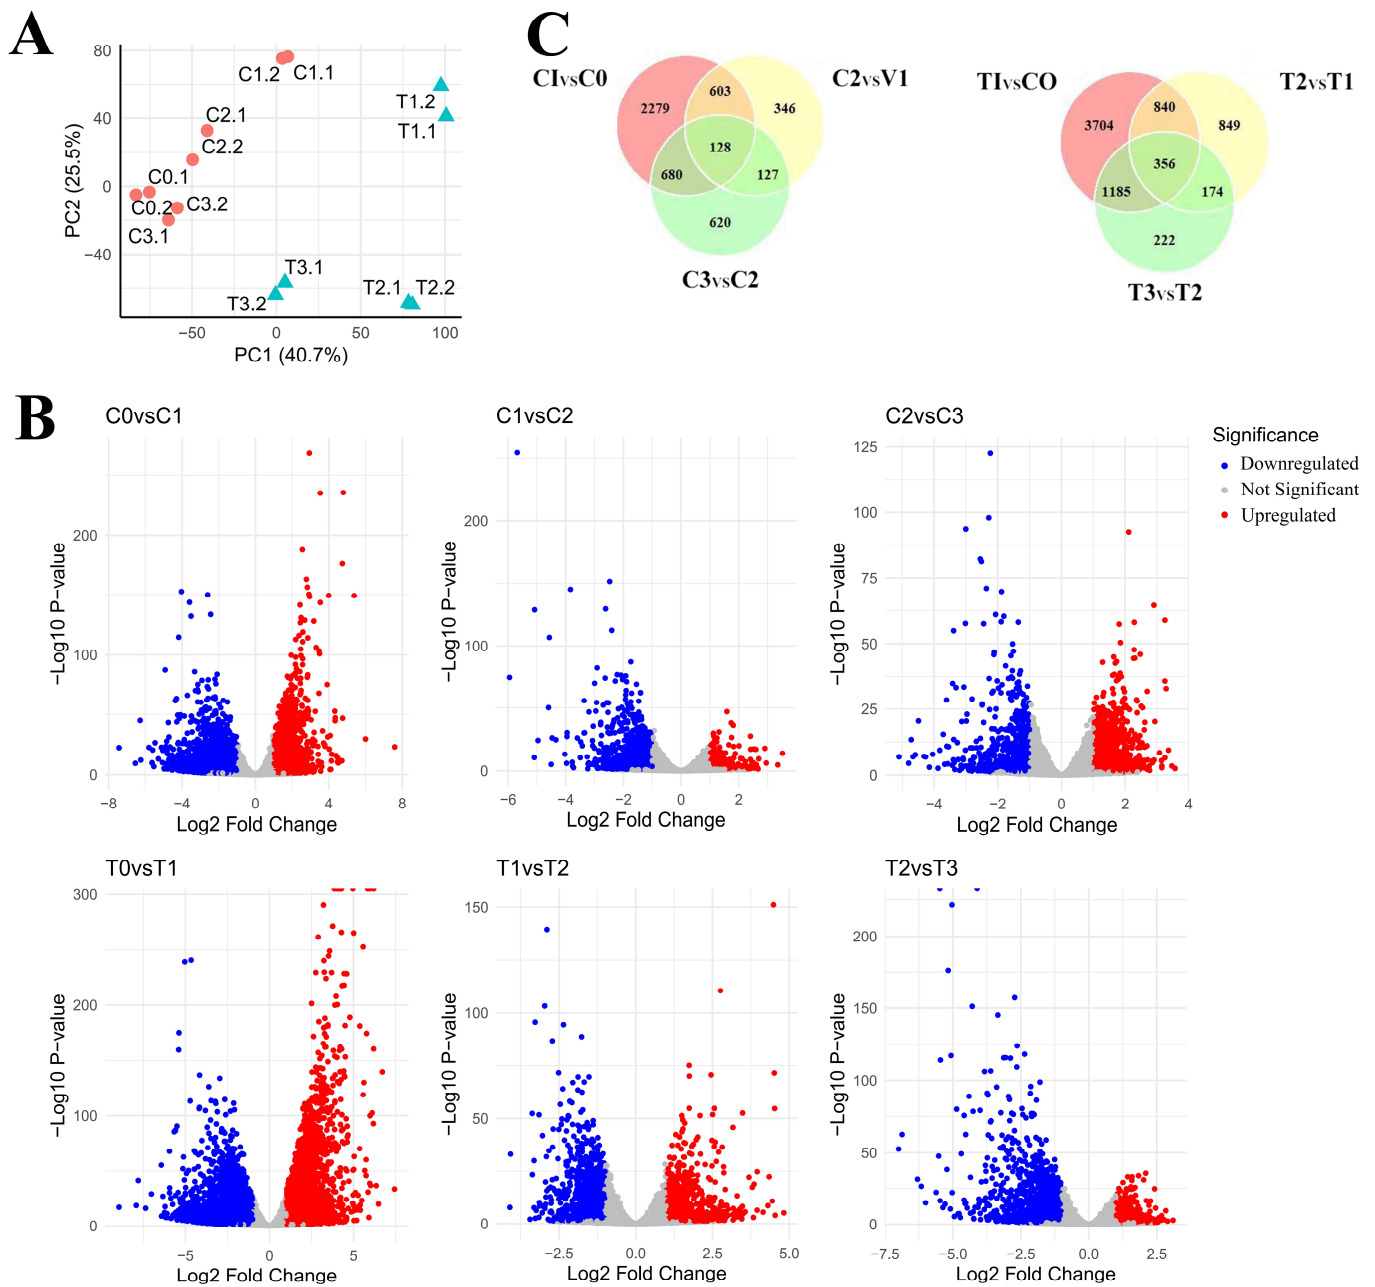 A
80
40
0
−40
PC2 (25.5%)
C1.2
C1.1
T1.2
T1.1
C2.1
C2.2
C0.1
C0.2
C3.2
C3.1
T3.1
T3.2
T2.1
T2.2
−50
0
50
100
PC1 (40.7%)
C
CIvsC0
C2vsV1
2279
603
346
128
680
127
620
C3vsC2
TIvsCO
T2vsT1
3704
840
849
356
1185
174
222
T3vsT2
B
C0vsC1
−Log10 P−value
200
100
0
−8
−4
0
4
8
Log2 Fold Change
C1vsC2
−Log10 P−value
200
100
0
−6
−4
−2
0
2
Log2 Fold Change
C2vsC3
−Log10 P−value
125
100
75
50
25
0
−4
−2
0
2
4
Log2 Fold Change
Significance
Downregulated
Not Significant
Upregulated
T0vsT1
−Log10 P−value
300
200
100
0
−5
0
5
Log2 Fold Change
T1vsT2
−Log10 P−value
150
100
50
0
−2.5
0.0
2.5
5.0
Log2 Fold Change
T2vsT3
−Log10 P−value
200
150
100
50
0
−7.5
−5.0
−2.5
0.0
2.5
Log2 Fold Change